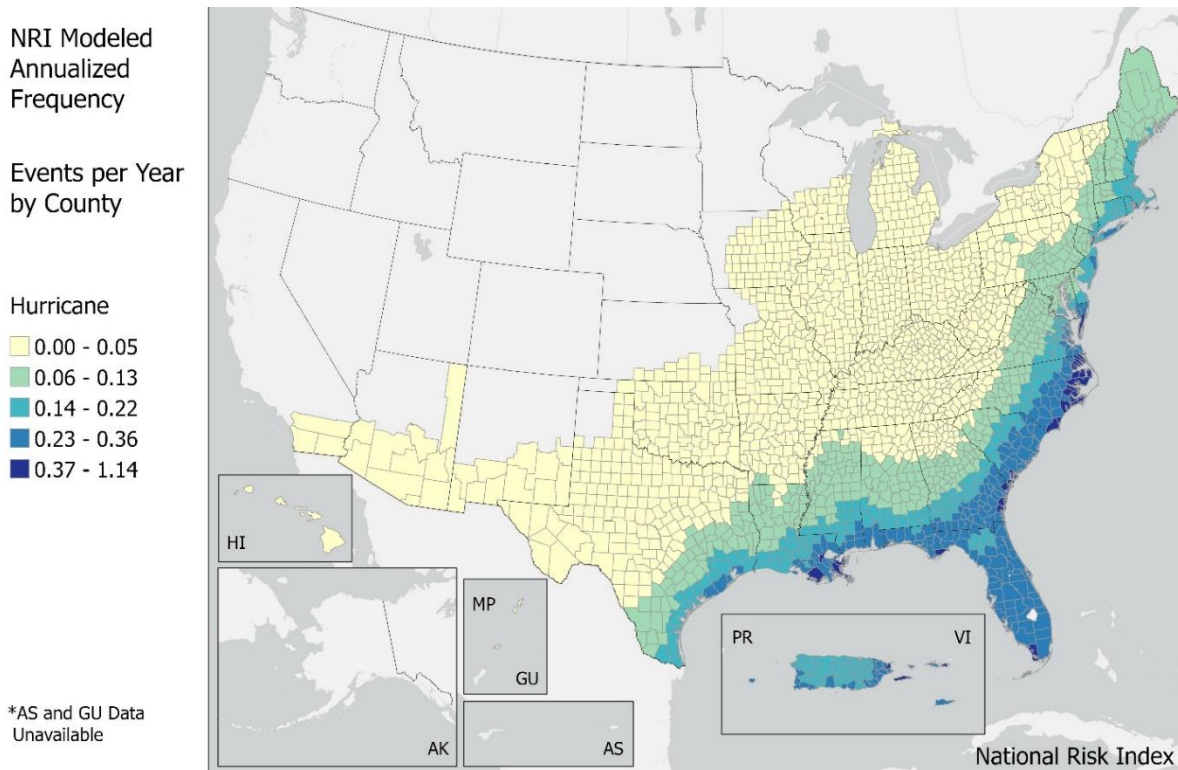 NRI Modeled
Annualized
Frequency
Events per Year
by County
Hurricane
0.00 - 0.05
0.06 - 0.13
0.14 - 0.22
0.23 - 0.36
0.37 - 1.14
HI
MP
GU
PR
VI
AK
AS
*AS and GU Data
Unavailable
National Risk Index